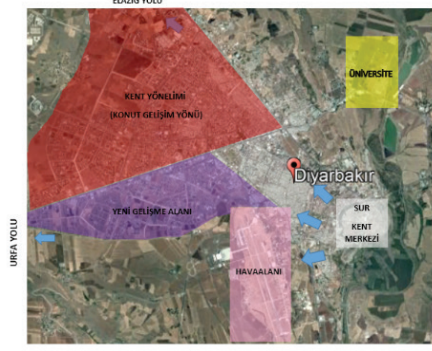 ELAZIĞ YOLU
ÜNİVERSİTE
KENT YÖNELİMİ
(KONUT GELİŞİM YÖNÜ)
Diyarbakır
YENİ GELİŞME ALANI
SUR
KENT
MERKEZİ
URFA YOLU
HAVAALANI